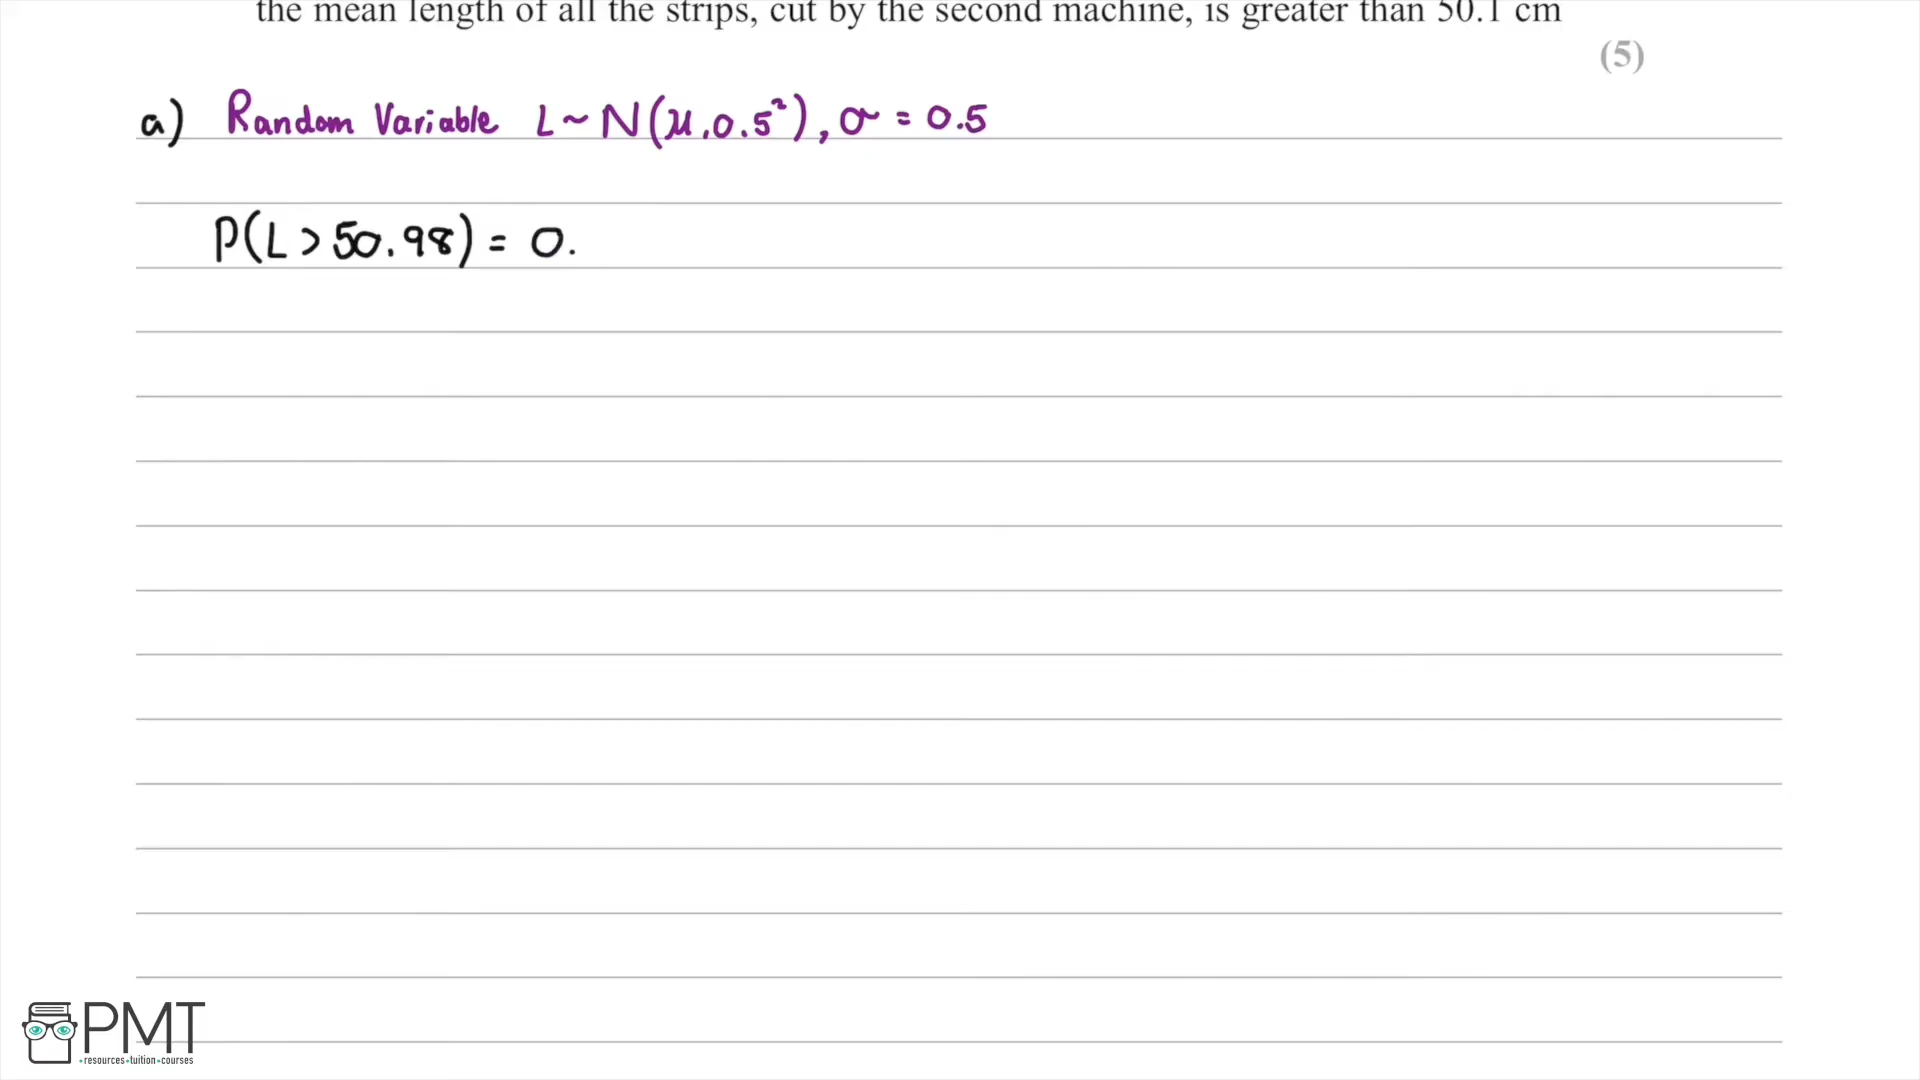 the mean length of all the strips, cut by the second machine, is greater than 50.1 cm
(5)
a) Random Variable L ~ N(μ, 0.5²), σ = 0.5
P(L > 50.98) = 0.
PMT
•resources•tuition•courses